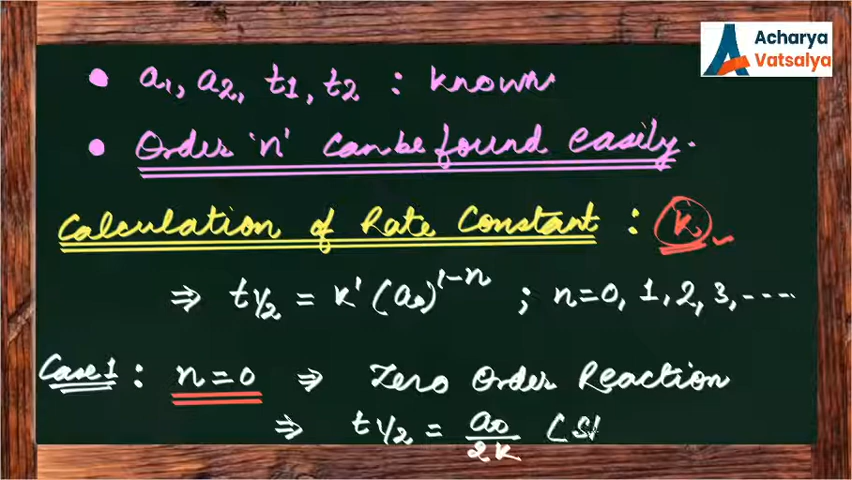 Acharya
Vatsalya
• a₁, a₂, t₁, t₂ : known
• Order 'n' can be found easily.
Calculation of Rate Constant : k
⇒ t½ = k' (a₀)^1-n ; n=0, 1, 2, 3, ----
Case 1 : n = 0 ⇒ Zero Order Reaction
⇒ t½ = a₀/2k